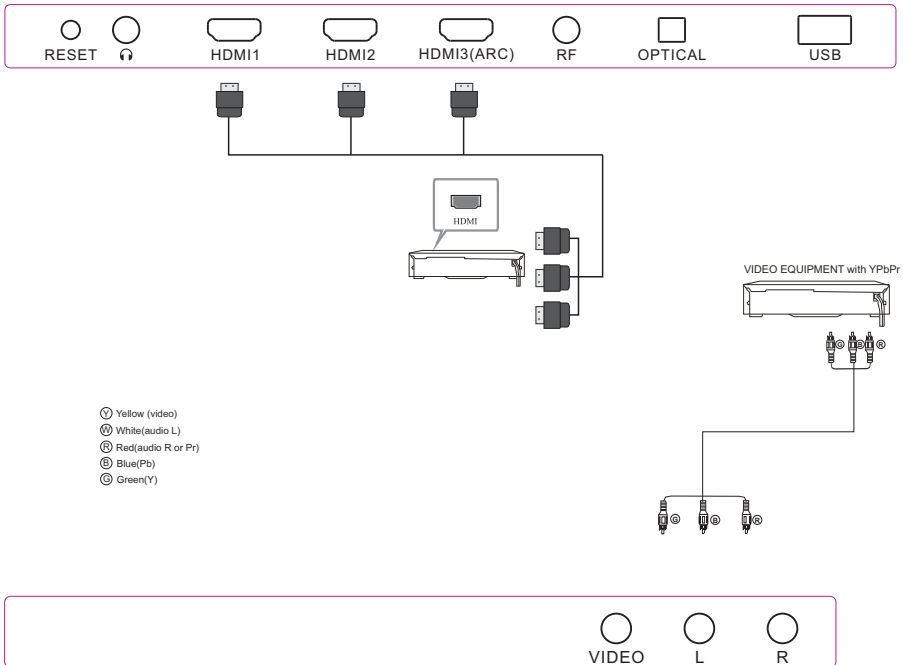 RESET HDMI1 HDMI2 HDMI3(ARC) RF OPTICAL USB
HDMI
VIDEO EQUIPMENT with YPbPr
G B R
Y Yellow (video)
W White(audio L)
R Red(audio R or Pr)
B Blue(Pb)
G Green(Y)
G B R
VIDEO L R